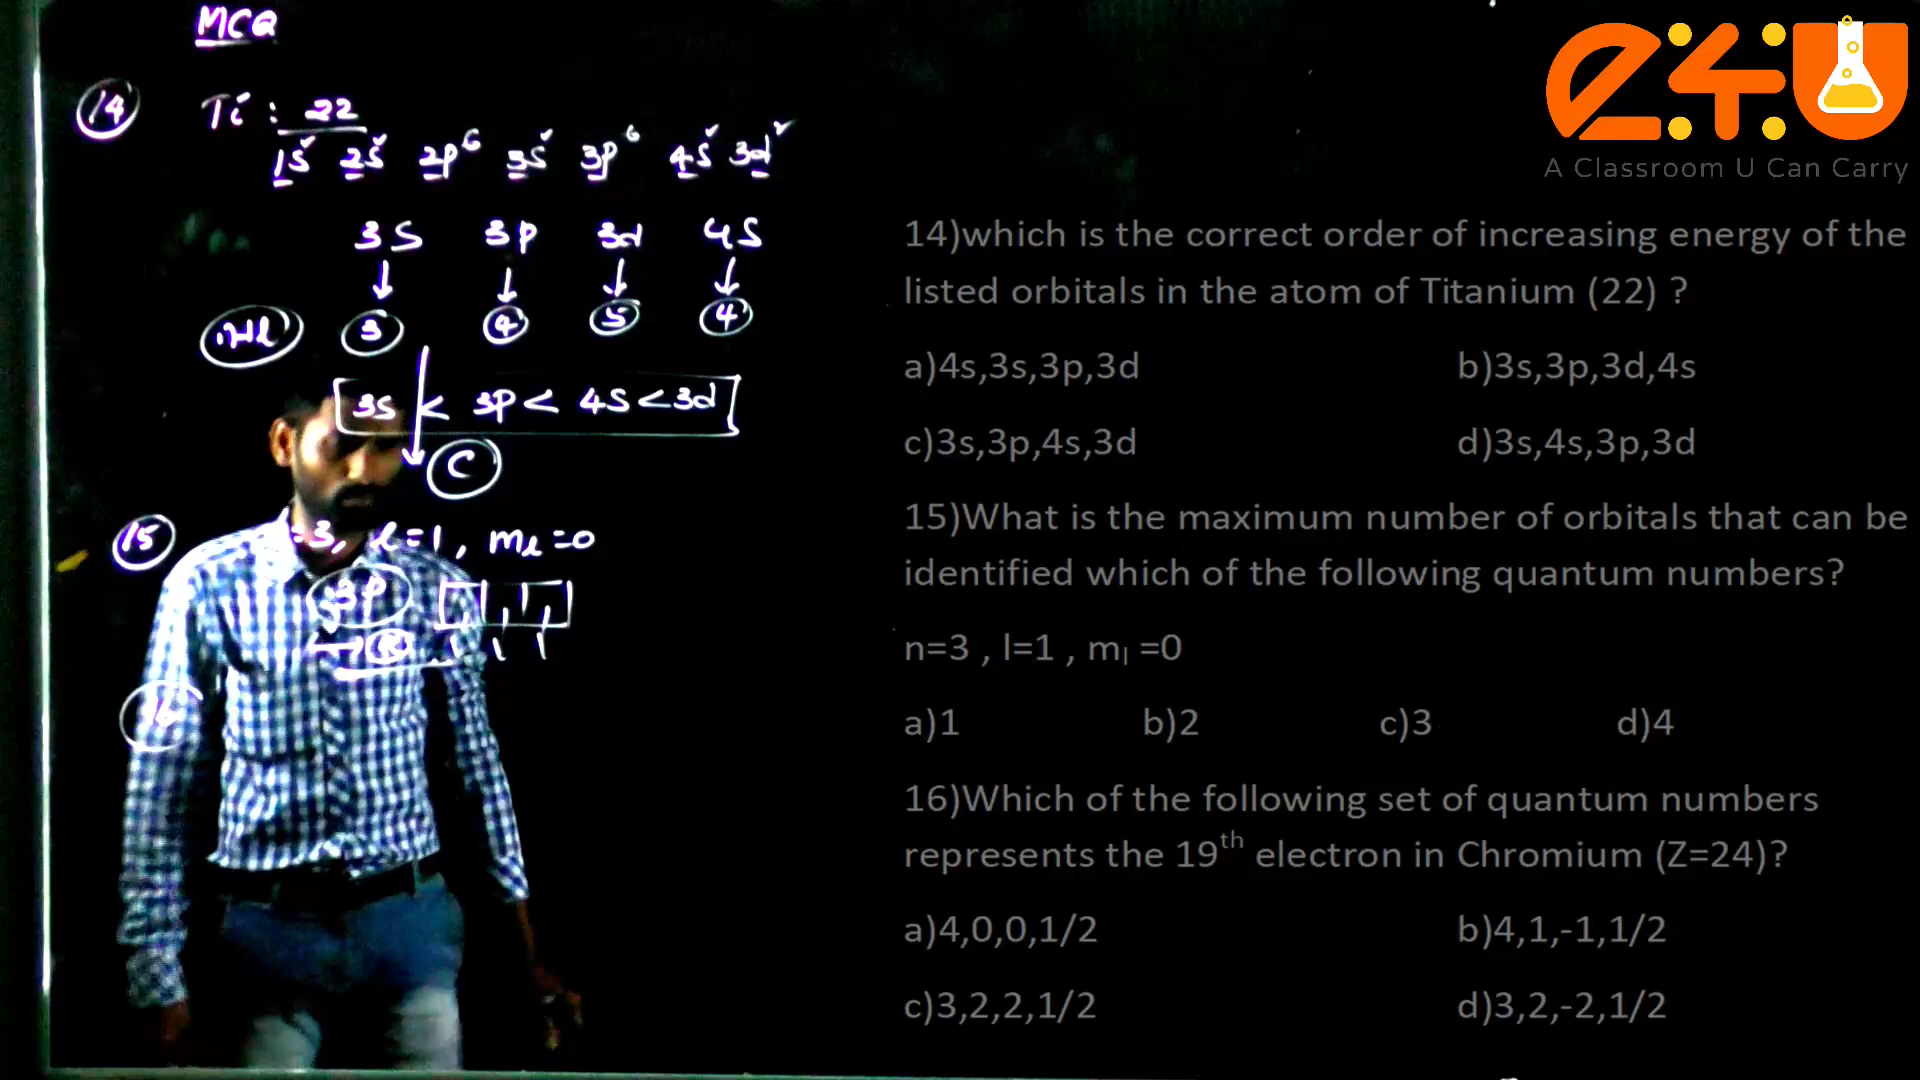 MCQ
14 Ti : 22
1s² 2s² 2p⁶ 3s² 3p⁶ 4s² 3d²
3s 3p 3d 4s
n+l 3 4 5 4
3s < 3p < 4s < 3d
C
15 =3, l=1, mₗ=0
3p
16
e4U
A Classroom U Can Carry
14)which is the correct order of increasing energy of the
listed orbitals in the atom of Titanium (22) ?
a)4s,3s,3p,3d b)3s,3p,3d,4s
c)3s,3p,4s,3d d)3s,4s,3p,3d
15)What is the maximum number of orbitals that can be
identified which of the following quantum numbers?
n=3 , l=1 , mₗ =0
a)1 b)2 c)3 d)4
16)Which of the following set of quantum numbers
represents the 19th electron in Chromium (Z=24)?
a)4,0,0,1/2 b)4,1,-1,1/2
c)3,2,2,1/2 d)3,2,-2,1/2